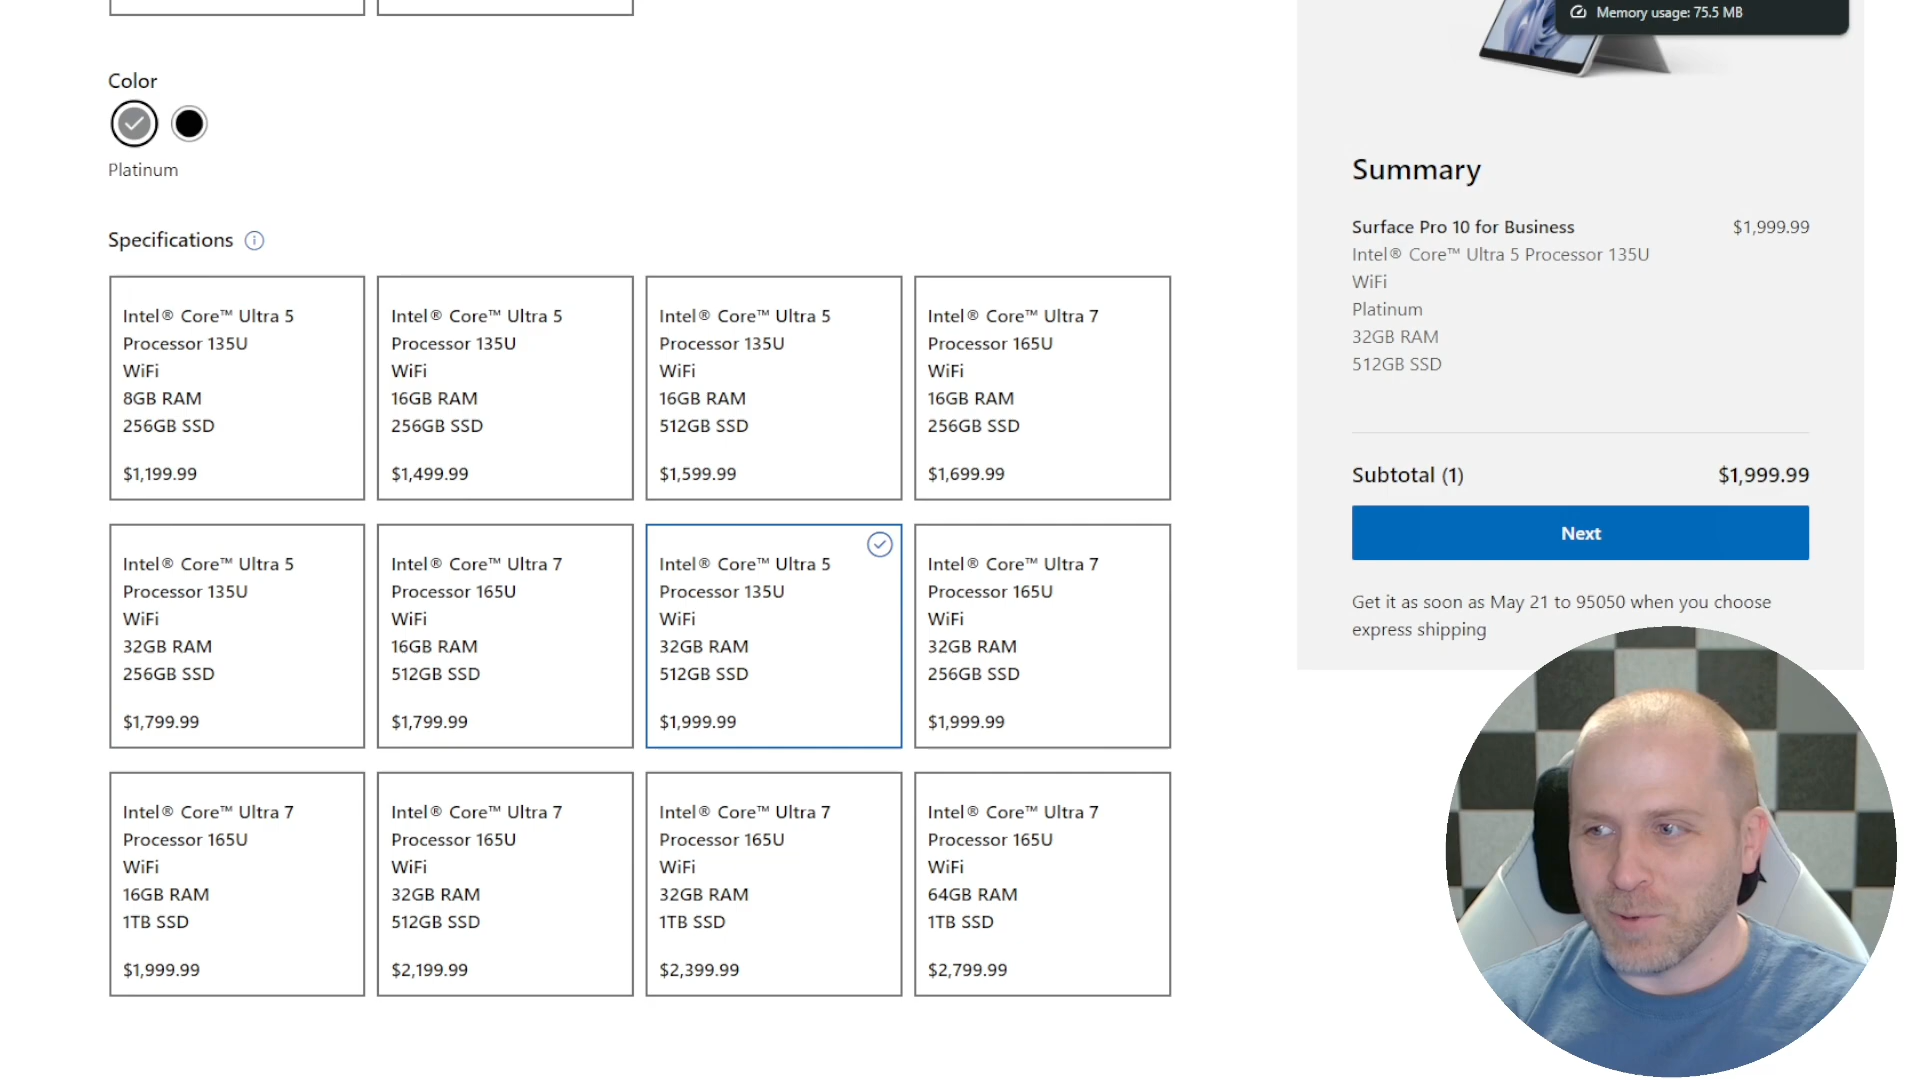 Memory usage: 75.5 MB
Color
Platinum
Specifications
Intel® Core™ Ultra 5
Processor 135U
WiFi
8GB RAM
256GB SSD
$1,199.99
Intel® Core™ Ultra 5
Processor 135U
WiFi
16GB RAM
256GB SSD
$1,499.99
Intel® Core™ Ultra 5
Processor 135U
WiFi
16GB RAM
512GB SSD
$1,599.99
Intel® Core™ Ultra 7
Processor 165U
WiFi
16GB RAM
256GB SSD
$1,699.99
Intel® Core™ Ultra 5
Processor 135U
WiFi
32GB RAM
256GB SSD
$1,799.99
Intel® Core™ Ultra 7
Processor 165U
WiFi
16GB RAM
512GB SSD
$1,799.99
Intel® Core™ Ultra 5
Processor 135U
WiFi
32GB RAM
512GB SSD
$1,999.99
Intel® Core™ Ultra 7
Processor 165U
WiFi
32GB RAM
256GB SSD
$1,999.99
Intel® Core™ Ultra 7
Processor 165U
WiFi
16GB RAM
1TB SSD
$1,999.99
Intel® Core™ Ultra 7
Processor 165U
WiFi
32GB RAM
512GB SSD
$2,199.99
Intel® Core™ Ultra 7
Processor 165U
WiFi
32GB RAM
1TB SSD
$2,399.99
Intel® Core™ Ultra 7
Processor 165U
WiFi
64GB RAM
1TB SSD
$2,799.99
Summary
Surface Pro 10 for Business $1,999.99
Intel® Core™ Ultra 5 Processor 135U
WiFi
Platinum
32GB RAM
512GB SSD
Subtotal (1) $1,999.99
Next
Get it as soon as May 21 to 95050 when you choose
express shipping